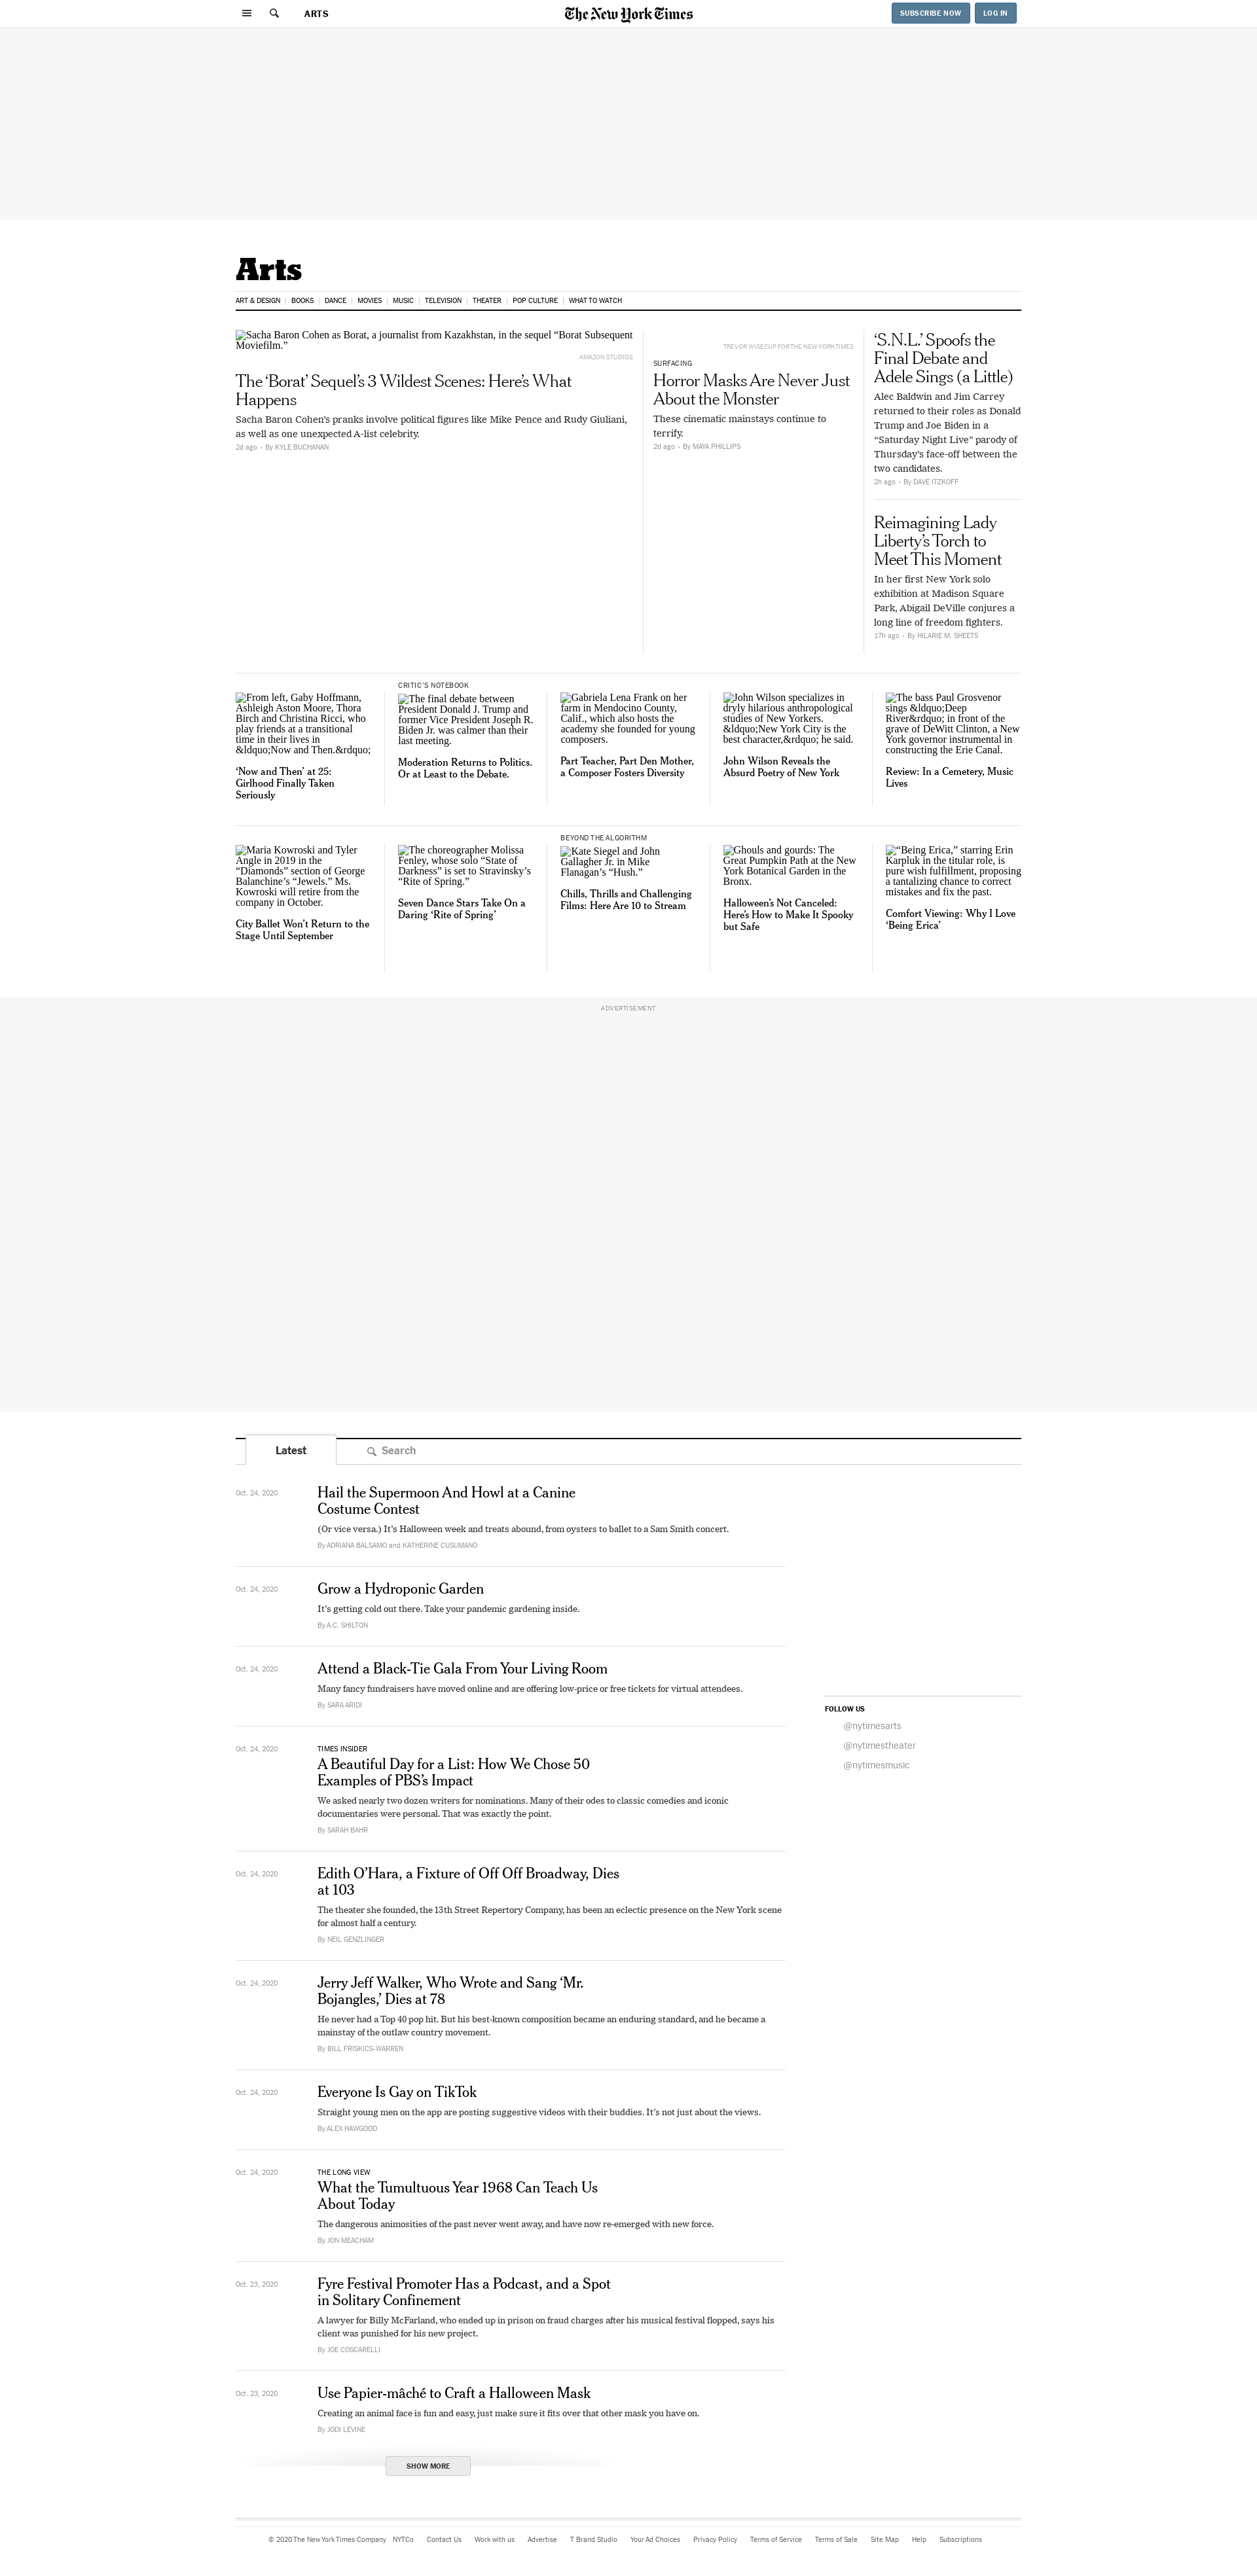 ARTS
The New York Times
SUBSCRIBE NOW
LOG IN
Arts
ART & DESIGN
BOOKS
DANCE
MOVIES
MUSIC
TELEVISION
THEATER
POP CULTURE
WHAT TO WATCH
Sacha Baron Cohen as Borat, a journalist from Kazakhstan, in the sequel “Borat Subsequent
Moviefilm.”
AMAZON STUDIOS
The ‘Borat’ Sequel’s 3 Wildest Scenes: Here’s What
Happens
Sacha Baron Cohen’s pranks involve political figures like Mike Pence and Rudy Giuliani,
as well as one unexpected A-list celebrity.
2d ago • By KYLE BUCHANAN
TREVOR WISECUP FOR THE NEW YORK TIMES
SURFACING
Horror Masks Are Never Just
About the Monster
These cinematic mainstays continue to
terrify.
2d ago • By MAYA PHILLIPS
‘S.N.L.’ Spoofs the
Final Debate and
Adele Sings (a Little)
Alec Baldwin and Jim Carrey
returned to their roles as Donald
Trump and Joe Biden in a
“Saturday Night Live” parody of
Thursday’s face-off between the
two candidates.
2h ago • By DAVE ITZKOFF
Reimagining Lady
Liberty’s Torch to
Meet This Moment
In her first New York solo
exhibition at Madison Square
Park, Abigail DeVille conjures a
long line of freedom fighters.
17h ago • By HILARIE M. SHEETS
From left, Gaby Hoffmann,
Ashleigh Aston Moore, Thora
Birch and Christina Ricci, who
play friends at a transitional
time in their lives in
&ldquo;Now and Then.&rdquo;
‘Now and Then’ at 25:
Girlhood Finally Taken
Seriously
CRITIC’S NOTEBOOK
The final debate between
President Donald J. Trump and
former Vice President Joseph R.
Biden Jr. was calmer than their
last meeting.
Moderation Returns to Politics.
Or at Least to the Debate.
Gabriela Lena Frank on her
farm in Mendocino County,
Calif., which also hosts the
academy she founded for young
composers.
Part Teacher, Part Den Mother,
a Composer Fosters Diversity
John Wilson specializes in
dryly hilarious anthropological
studies of New Yorkers.
&ldquo;New York City is the
best character,&rdquo; he said.
John Wilson Reveals the
Absurd Poetry of New York
The bass Paul Grosvenor
sings &ldquo;Deep
River&rdquo; in front of the
grave of DeWitt Clinton, a New
York governor instrumental in
constructing the Erie Canal.
Review: In a Cemetery, Music
Lives
Maria Kowroski and Tyler
Angle in 2019 in the
“Diamonds” section of George
Balanchine’s “Jewels.” Ms.
Kowroski will retire from the
company in October.
City Ballet Won’t Return to the
Stage Until September
The choreographer Molissa
Fenley, whose solo “State of
Darkness” is set to Stravinsky’s
“Rite of Spring.”
Seven Dance Stars Take On a
Daring ‘Rite of Spring’
BEYOND THE ALGORITHM
Kate Siegel and John
Gallagher Jr. in Mike
Flanagan’s “Hush.”
Chills, Thrills and Challenging
Films: Here Are 10 to Stream
Ghouls and gourds: The
Great Pumpkin Path at the New
York Botanical Garden in the
Bronx.
Halloween’s Not Canceled:
Here’s How to Make It Spooky
but Safe
“Being Erica,” starring Erin
Karpluk in the titular role, is
pure wish fulfillment, proposing
a tantalizing chance to correct
mistakes and fix the past.
Comfort Viewing: Why I Love
‘Being Erica’
ADVERTISEMENT
Latest
Search
Oct. 24, 2020
Hail the Supermoon And Howl at a Canine
Costume Contest
(Or vice versa.) It’s Halloween week and treats abound, from oysters to ballet to a Sam Smith concert.
By ADRIANA BALSAMO and KATHERINE CUSUMANO
Oct. 24, 2020
Grow a Hydroponic Garden
It’s getting cold out there. Take your pandemic gardening inside.
By A.C. SHILTON
Oct. 24, 2020
Attend a Black-Tie Gala From Your Living Room
Many fancy fundraisers have moved online and are offering low-price or free tickets for virtual attendees.
By SARA ARIDI
FOLLOW US
@nytimesarts
@nytimestheater
@nytimesmusic
Oct. 24, 2020
TIMES INSIDER
A Beautiful Day for a List: How We Chose 50
Examples of PBS’s Impact
We asked nearly two dozen writers for nominations. Many of their odes to classic comedies and iconic
documentaries were personal. That was exactly the point.
By SARAH BAHR
Oct. 24, 2020
Edith O’Hara, a Fixture of Off Off Broadway, Dies
at 103
The theater she founded, the 13th Street Repertory Company, has been an eclectic presence on the New York scene
for almost half a century.
By NEIL GENZLINGER
Oct. 24, 2020
Jerry Jeff Walker, Who Wrote and Sang ‘Mr.
Bojangles,’ Dies at 78
He never had a Top 40 pop hit. But his best-known composition became an enduring standard, and he became a
mainstay of the outlaw country movement.
By BILL FRISKICS-WARREN
Oct. 24, 2020
Everyone Is Gay on TikTok
Straight young men on the app are posting suggestive videos with their buddies. It’s not just about the views.
By ALEX HAWGOOD
Oct. 24, 2020
THE LONG VIEW
What the Tumultuous Year 1968 Can Teach Us
About Today
The dangerous animosities of the past never went away, and have now re-emerged with new force.
By JON MEACHAM
Oct. 23, 2020
Fyre Festival Promoter Has a Podcast, and a Spot
in Solitary Confinement
A lawyer for Billy McFarland, who ended up in prison on fraud charges after his musical festival flopped, says his
client was punished for his new project.
By JOE COSCARELLI
Oct. 23, 2020
Use Papier-mâché to Craft a Halloween Mask
Creating an animal face is fun and easy, just make sure it fits over that other mask you have on.
By JODI LEVINE
SHOW MORE
© 2020 The New York Times Company
NYTCo
Contact Us
Work with us
Advertise
T Brand Studio
Your Ad Choices
Privacy Policy
Terms of Service
Terms of Sale
Site Map
Help
Subscriptions